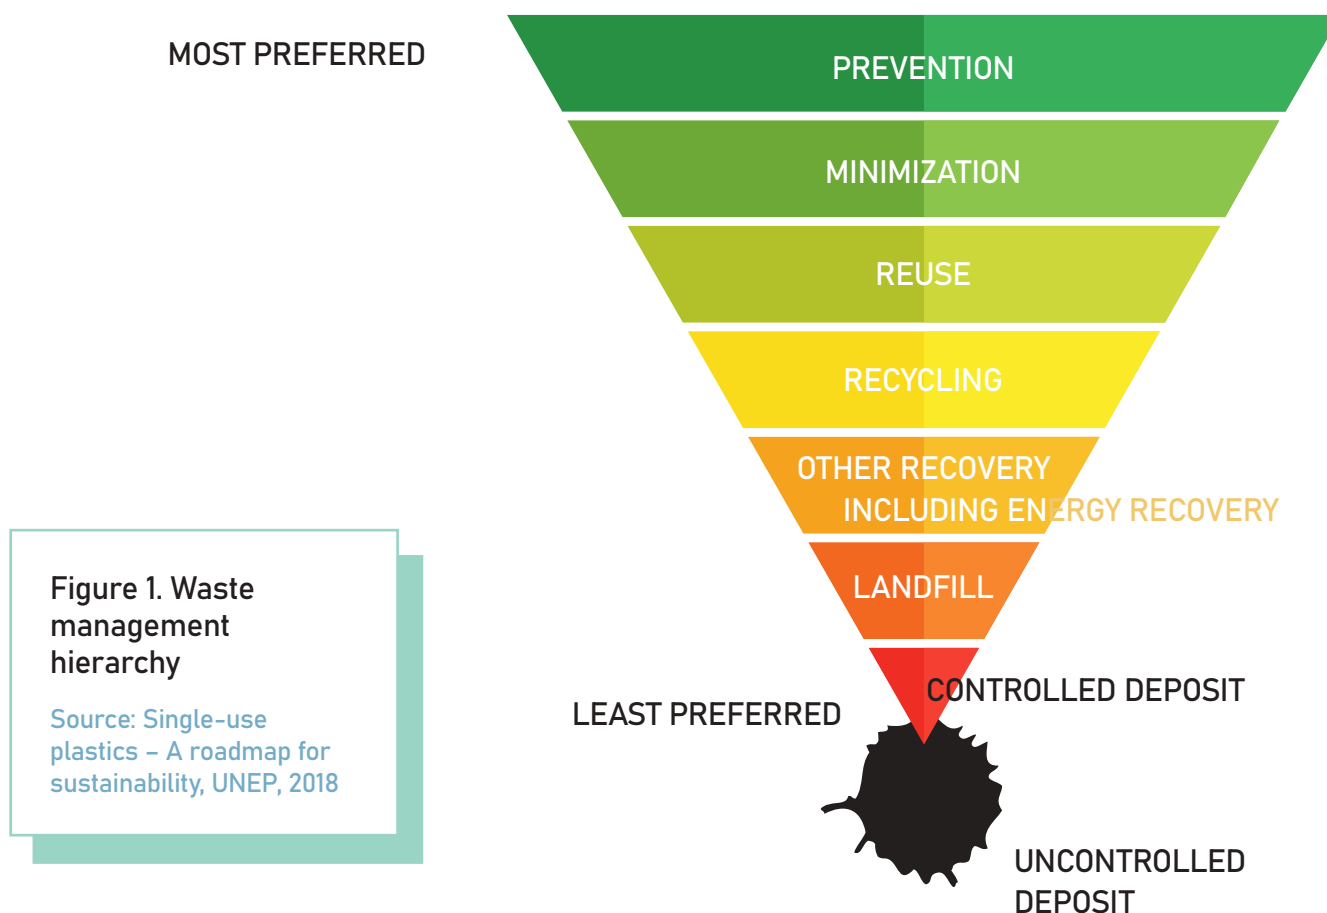 MOST PREFERRED
PREVENTION
MINIMIZATION
REUSE
RECYCLING
OTHER RECOVERY
INCLUDING ENERGY RECOVERY
LANDFILL
CONTROLLED DEPOSIT
LEAST PREFERRED
UNCONTROLLED
DEPOSIT
Figure 1. Waste
management
hierarchy
Source: Single-use
plastics – A roadmap for
sustainability, UNEP, 2018